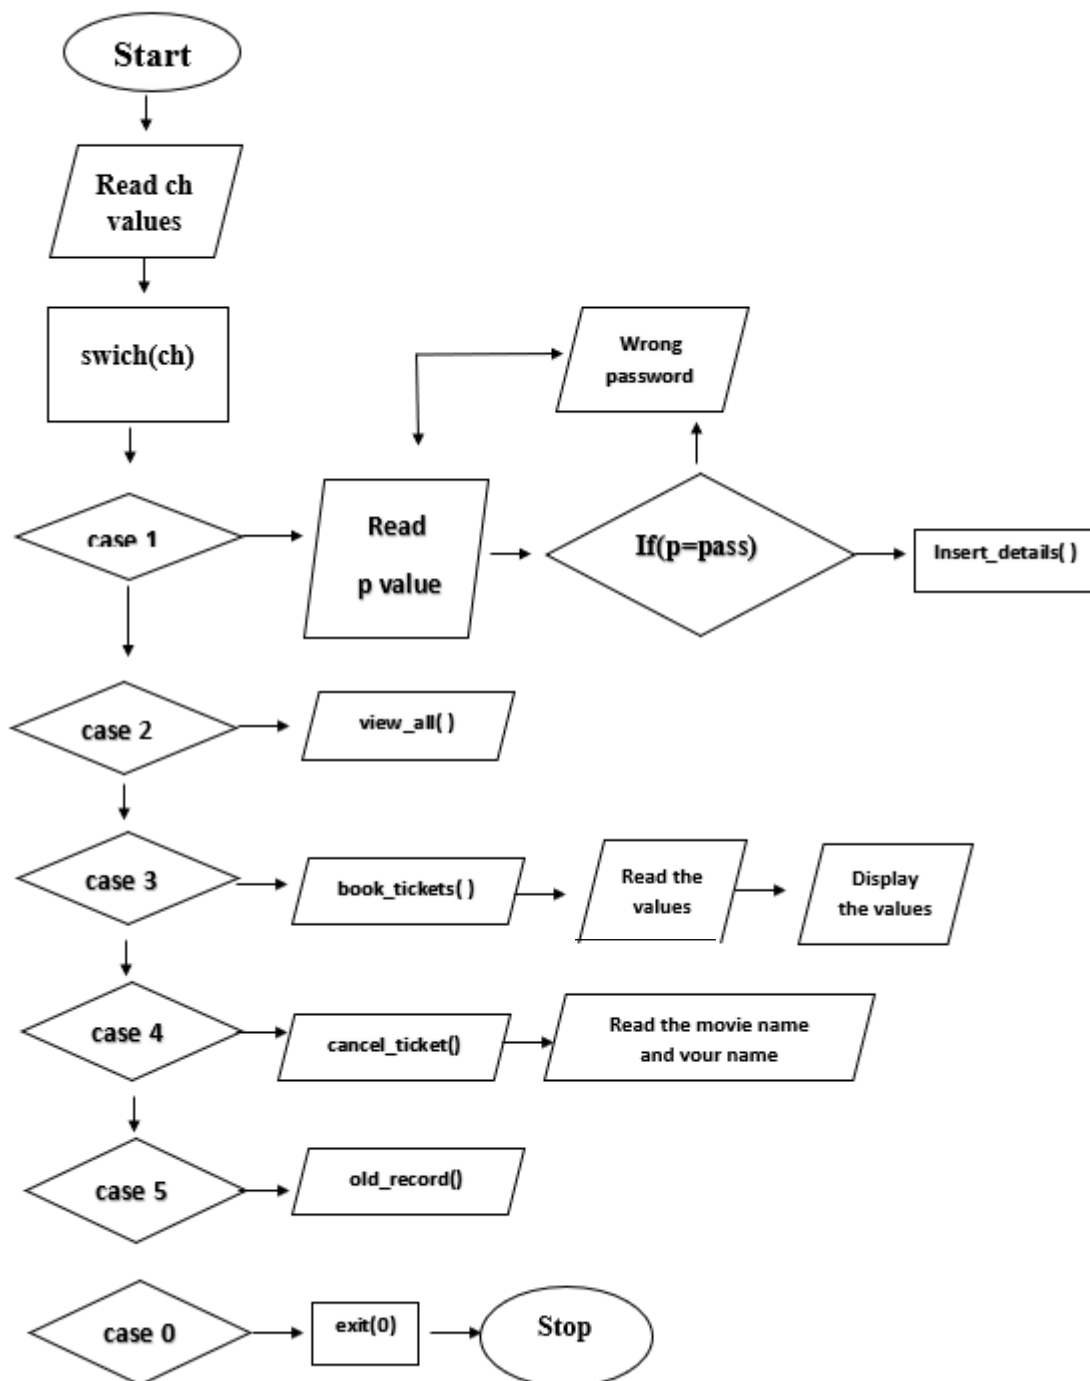 Start
Read ch
values
swich(ch)
Wrong
password
case 1
Read
p value
If(p=pass)
Insert_details( )
case 2
view_all( )
case 3
book_tickets( )
Read the
values
Display
the values
case 4
cancel_ticket()
Read the movie name
and your name
case 5
old_record()
case 0
exit(0)
Stop